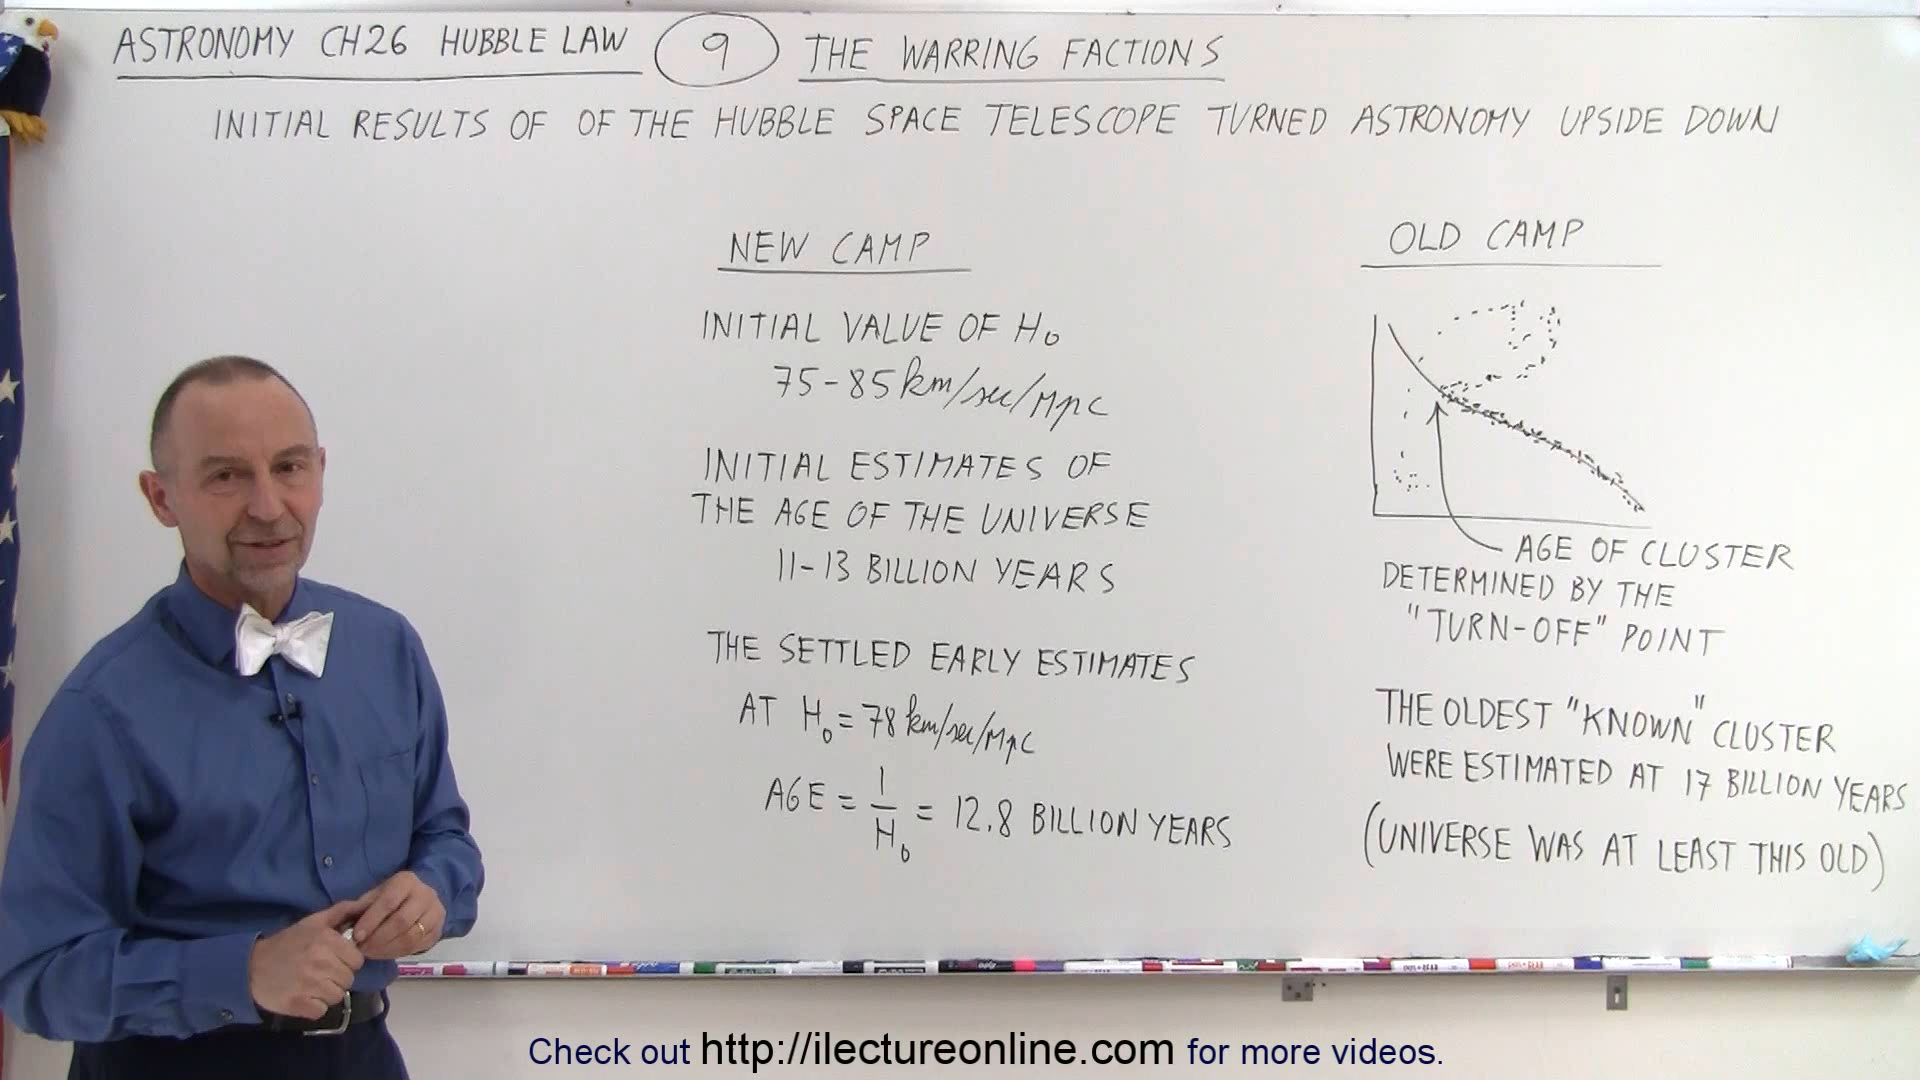 ASTRONOMY CH26 HUBBLE LAW 9 THE WARRING FACTIONS
INITIAL RESULTS OF OF THE HUBBLE SPACE TELESCOPE TURNED ASTRONOMY UPSIDE DOWN
NEW CAMP
INITIAL VALUE OF H₀
75-85 km/sec/Mpc
INITIAL ESTIMATES OF
THE AGE OF THE UNIVERSE
11-13 BILLION YEARS
THE SETTLED EARLY ESTIMATES
AT H₀ = 78 km/sec/Mpc
AGE = 1/H₀ = 12.8 BILLION YEARS
OLD CAMP
AGE OF CLUSTER
DETERMINED BY THE
"TURN-OFF" POINT
THE OLDEST "KNOWN" CLUSTER
WERE ESTIMATED AT 17 BILLION YEARS
(UNIVERSE WAS AT LEAST THIS OLD)
Check out http://ilectureonline.com for more videos.